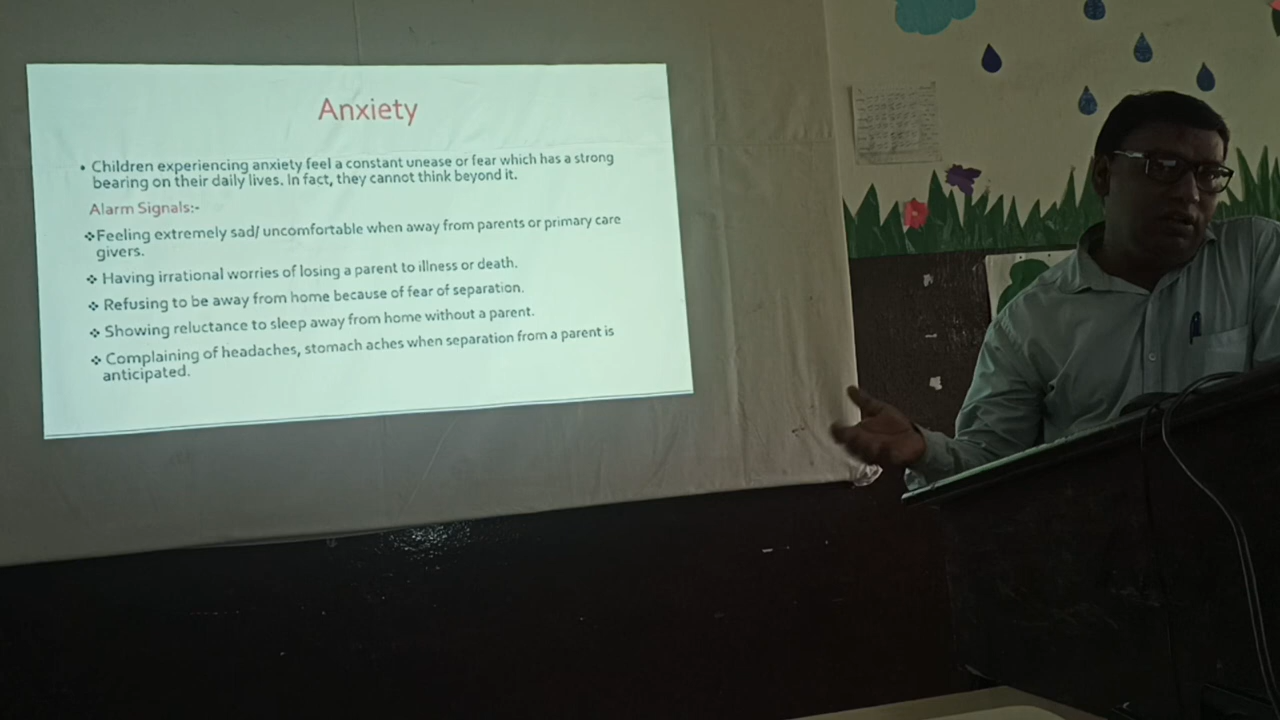 Anxiety
• Children experiencing anxiety feel a constant unease or fear which has a strong
bearing on their daily lives. In fact, they cannot think beyond it.
Alarm Signals:-
❖Feeling extremely sad/ uncomfortable when away from parents or primary care
givers.
❖ Having irrational worries of losing a parent to illness or death.
❖ Refusing to be away from home because of fear of separation.
❖ Showing reluctance to sleep away from home without a parent.
❖ Complaining of headaches, stomach aches when separation from a parent is
anticipated.